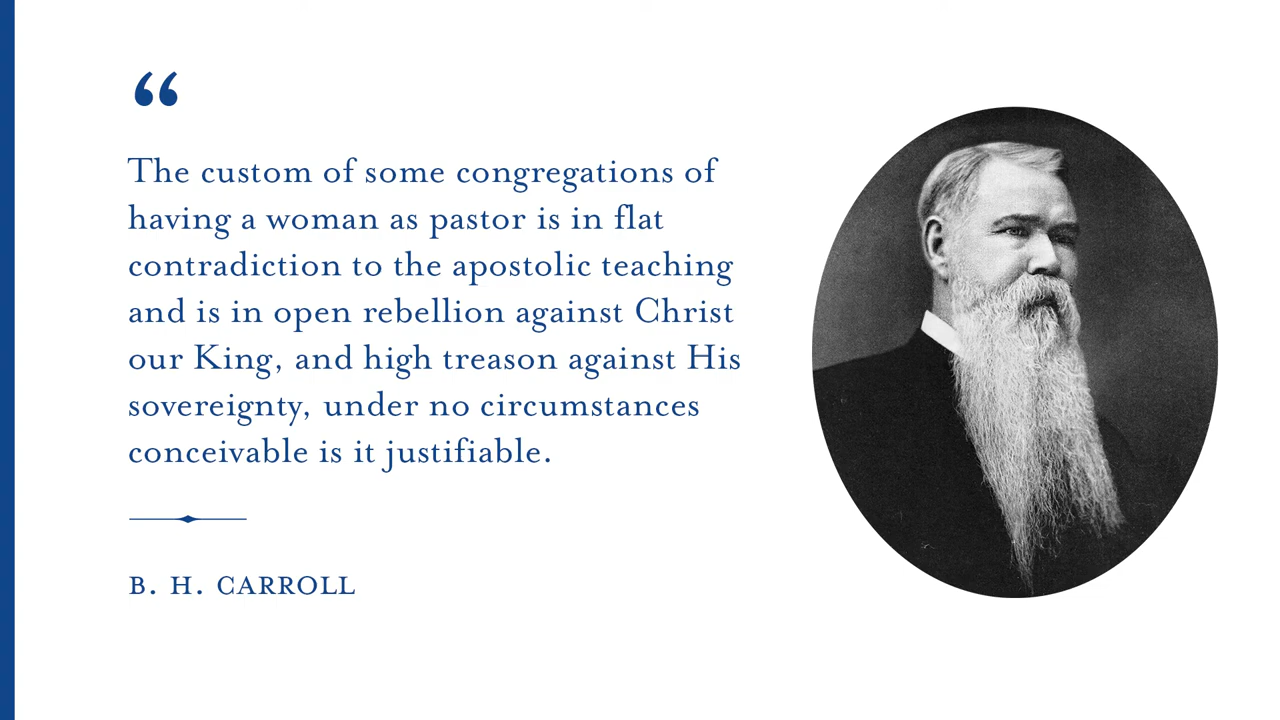 “
The custom of some congregations of
having a woman as pastor is in flat
contradiction to the apostolic teaching
and is in open rebellion against Christ
our King, and high treason against His
sovereignty, under no circumstances
conceivable is it justifiable.
B. H. CARROLL